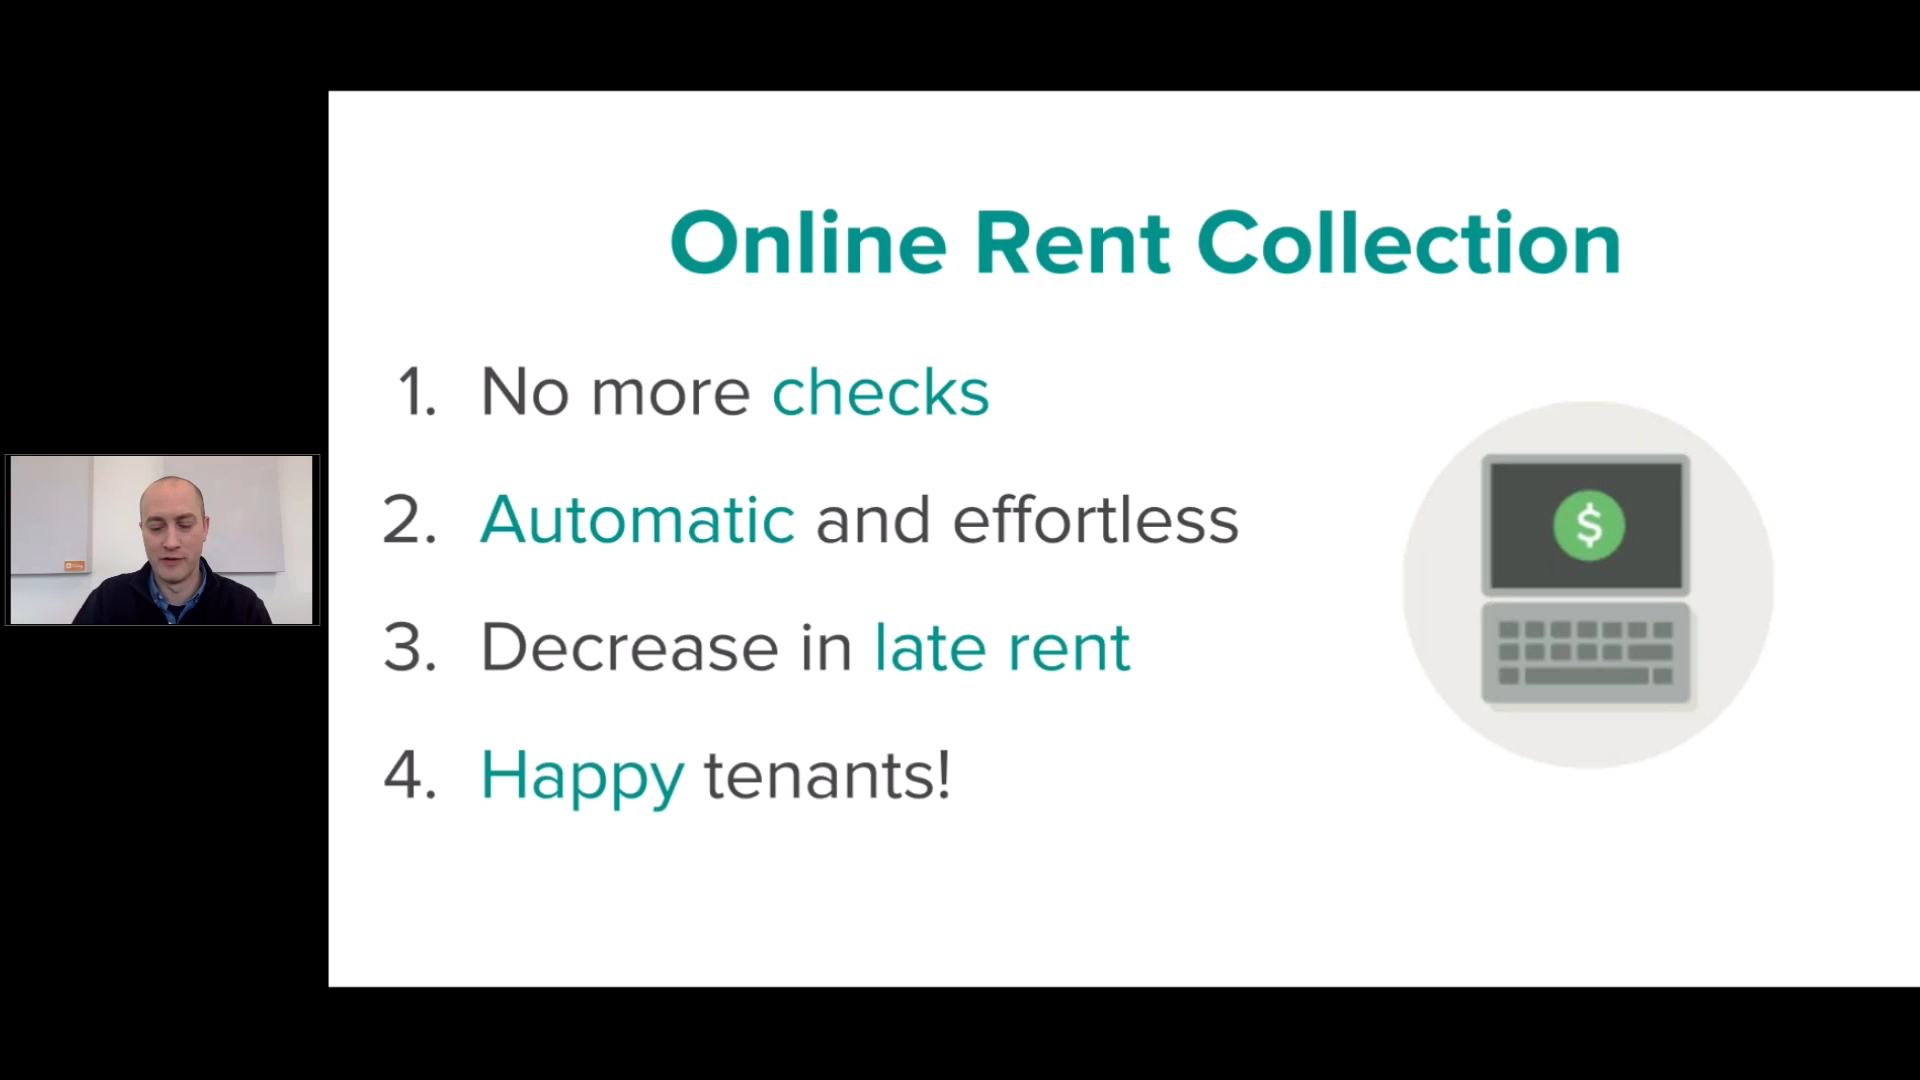 Online Rent Collection
1. No more checks
2. Automatic and effortless
3. Decrease in late rent
4. Happy tenants!
$